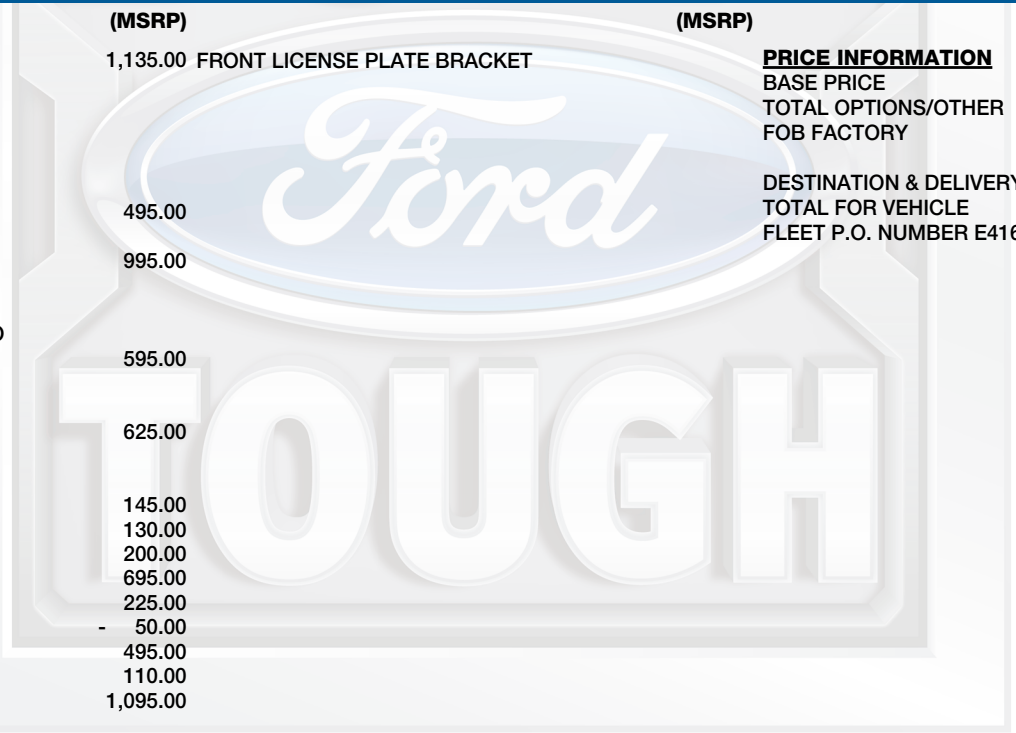 (MSRP) (MSRP)
1,135.00 FRONT LICENSE PLATE BRACKET
PRICE INFORMATION
BASE PRICE
TOTAL OPTIONS/OTHER
FOB FACTORY
DESTINATION & DELIVERY
495.00 TOTAL FOR VEHICLE
FLEET P.O. NUMBER E416
995.00
595.00
625.00
145.00
130.00
200.00
695.00
225.00
- 50.00
495.00
110.00
1,095.00
Ford
TOUGH